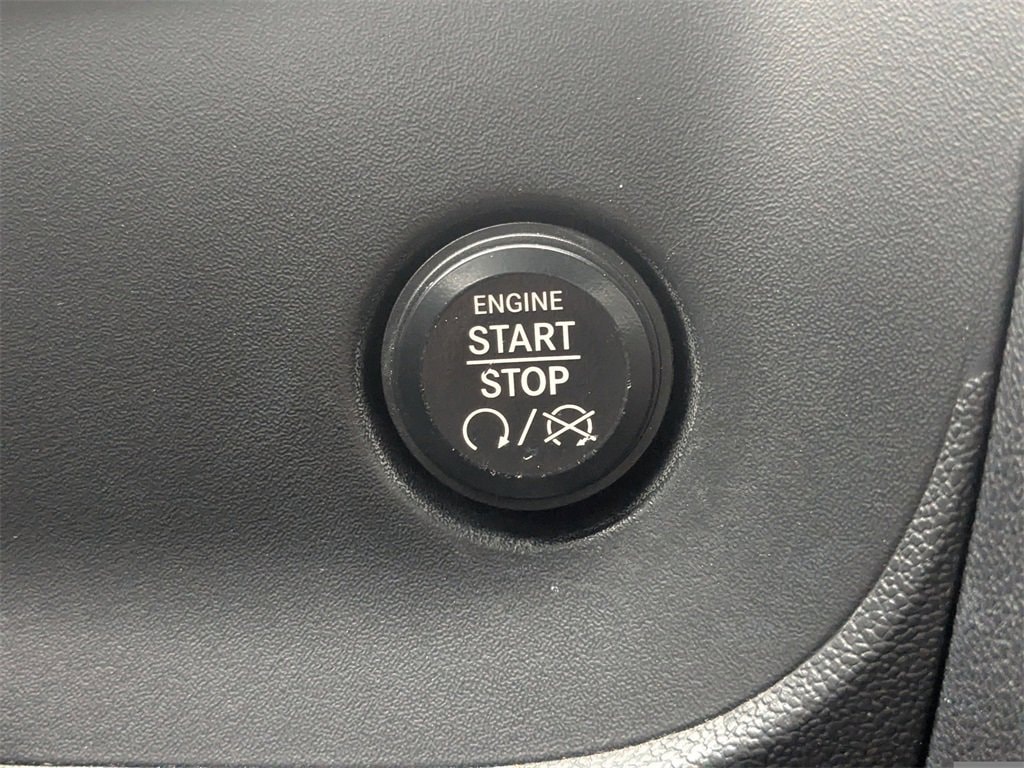 ENGINE
START
STOP
/